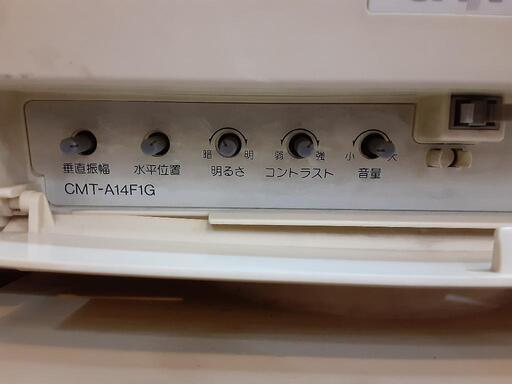 暗 明 弱 強 小 大
垂直振幅 水平位置 明るさ コントラスト 音量
CMT-A14F1G